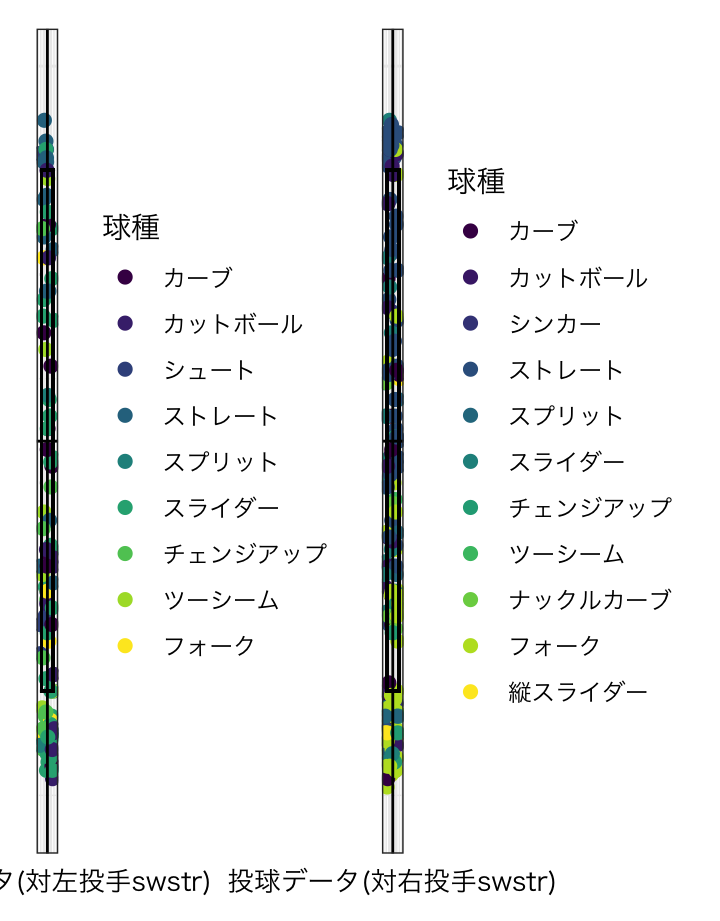 球種
カーブ
カットボール
シュート
ストレート
スプリット
スライダー
チェンジアップ
ツーシーム
フォーク
球種
カーブ
カットボール
シンカー
ストレート
スプリット
スライダー
チェンジアップ
ツーシーム
ナックルカーブ
フォーク
縦スライダー
タ(対左投手swstr)
投球データ(対右投手swstr)